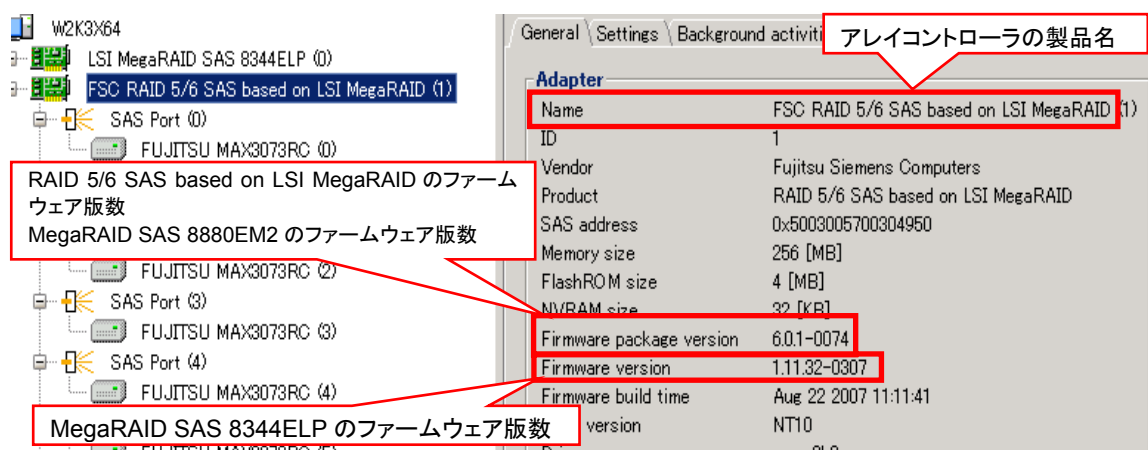 W2K3X64
LSI MegaRAID SAS 8344ELP (0)
FSC RAID 5/6 SAS based on LSI MegaRAID (1)
SAS Port (0)
FUJITSU MAX3073RC (0)
RAID 5/6 SAS based on LSI MegaRAID のファーム
ウェア版数
MegaRAID SAS 8880EM2 のファームウェア版数
FUJITSU MAX3073RC (2)
SAS Port (3)
FUJITSU MAX3073RC (3)
SAS Port (4)
FUJITSU MAX3073RC (4)
MegaRAID SAS 8344ELP のファームウェア版数
General Settings Background activiti
アレイコントローラの製品名
Adapter
Name FSC RAID 5/6 SAS based on LSI MegaRAID (1)
ID 1
Vendor Fujitsu Siemens Computers
Product RAID 5/6 SAS based on LSI MegaRAID
SAS address 0x5003005700304950
Memory size 256 [MB]
FlashROM size 4 [MB]
NVRAM size 32 [KB]
Firmware package version 6.0.1-0074
Firmware version 1.11.32-0307
Firmware build time Aug 22 2007 11:11:41
version NT10